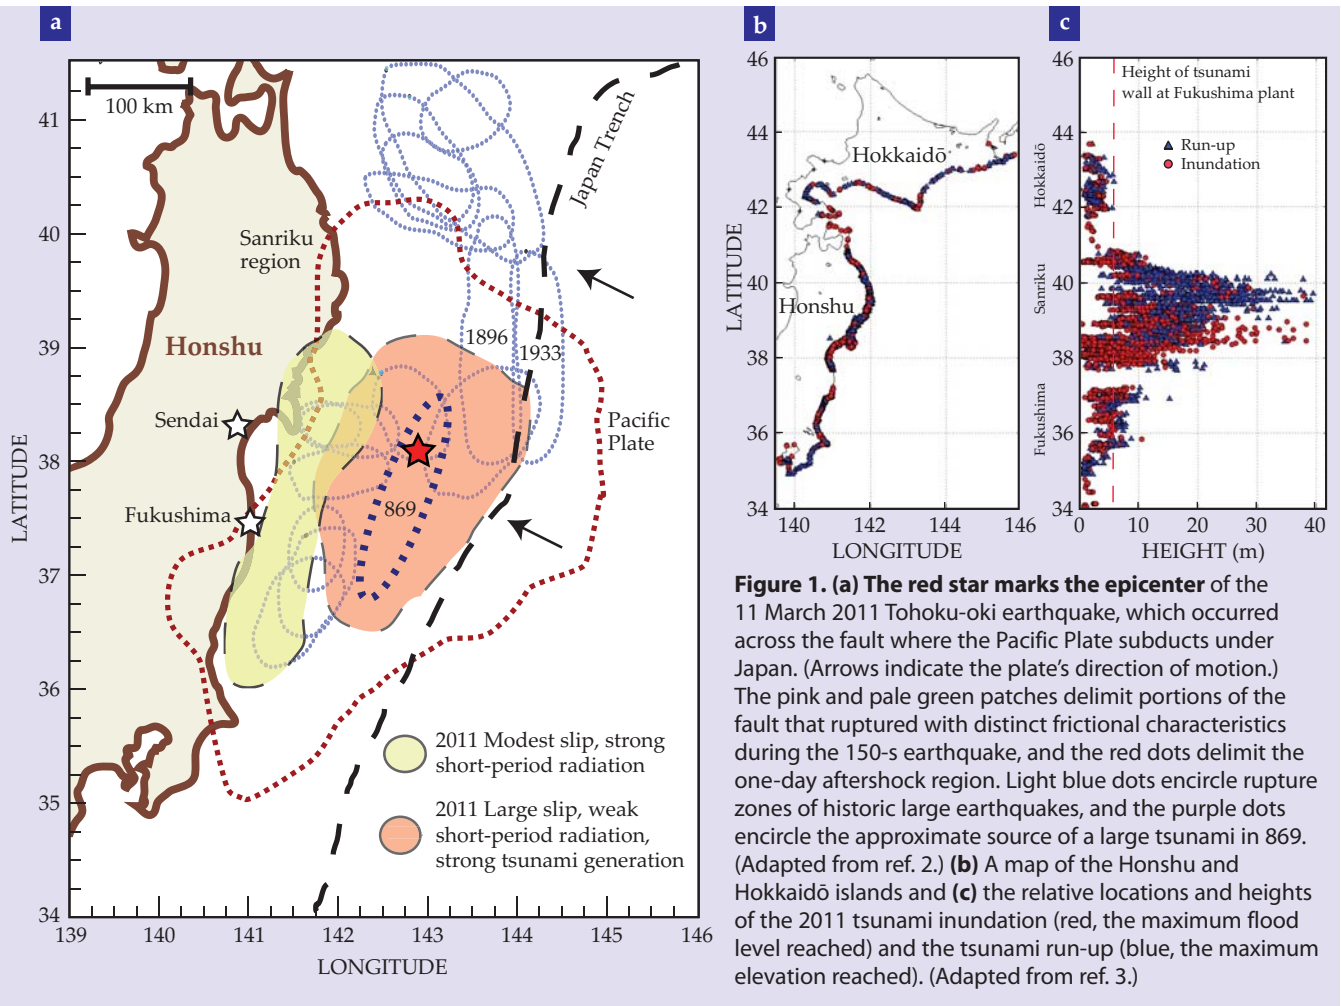 a
100 km
41
40
39
38
37
36
35
34
LATITUDE
139
140
141
142
143
144
145
146
LONGITUDE
Japan Trench
Sanriku
region
Honshu
1896
1933
Sendai
Pacific
Plate
869
Fukushima
2011 Modest slip, strong
short-period radiation
2011 Large slip, weak
short-period radiation,
strong tsunami generation
b
46
44
42
40
38
36
34
LATITUDE
Hokkaidō
Honshu
140
142
144
146
LONGITUDE
c
46
44
42
40
38
36
34
Hokkaidō
Sanriku
Fukushima
Height of tsunami
wall at Fukushima plant
Run-up
Inundation
0
10
20
30
40
HEIGHT (m)
Figure 1. (a) The red star marks the epicenter of the
11 March 2011 Tohoku-oki earthquake, which occurred
across the fault where the Pacific Plate subducts under
Japan. (Arrows indicate the plate’s direction of motion.)
The pink and pale green patches delimit portions of the
fault that ruptured with distinct frictional characteristics
during the 150-s earthquake, and the red dots delimit the
one-day aftershock region. Light blue dots encircle rupture
zones of historic large earthquakes, and the purple dots
encircle the approximate source of a large tsunami in 869.
(Adapted from ref. 2.) (b) A map of the Honshu and
Hokkaidō islands and (c) the relative locations and heights
of the 2011 tsunami inundation (red, the maximum flood
level reached) and the tsunami run-up (blue, the maximum
elevation reached). (Adapted from ref. 3.)